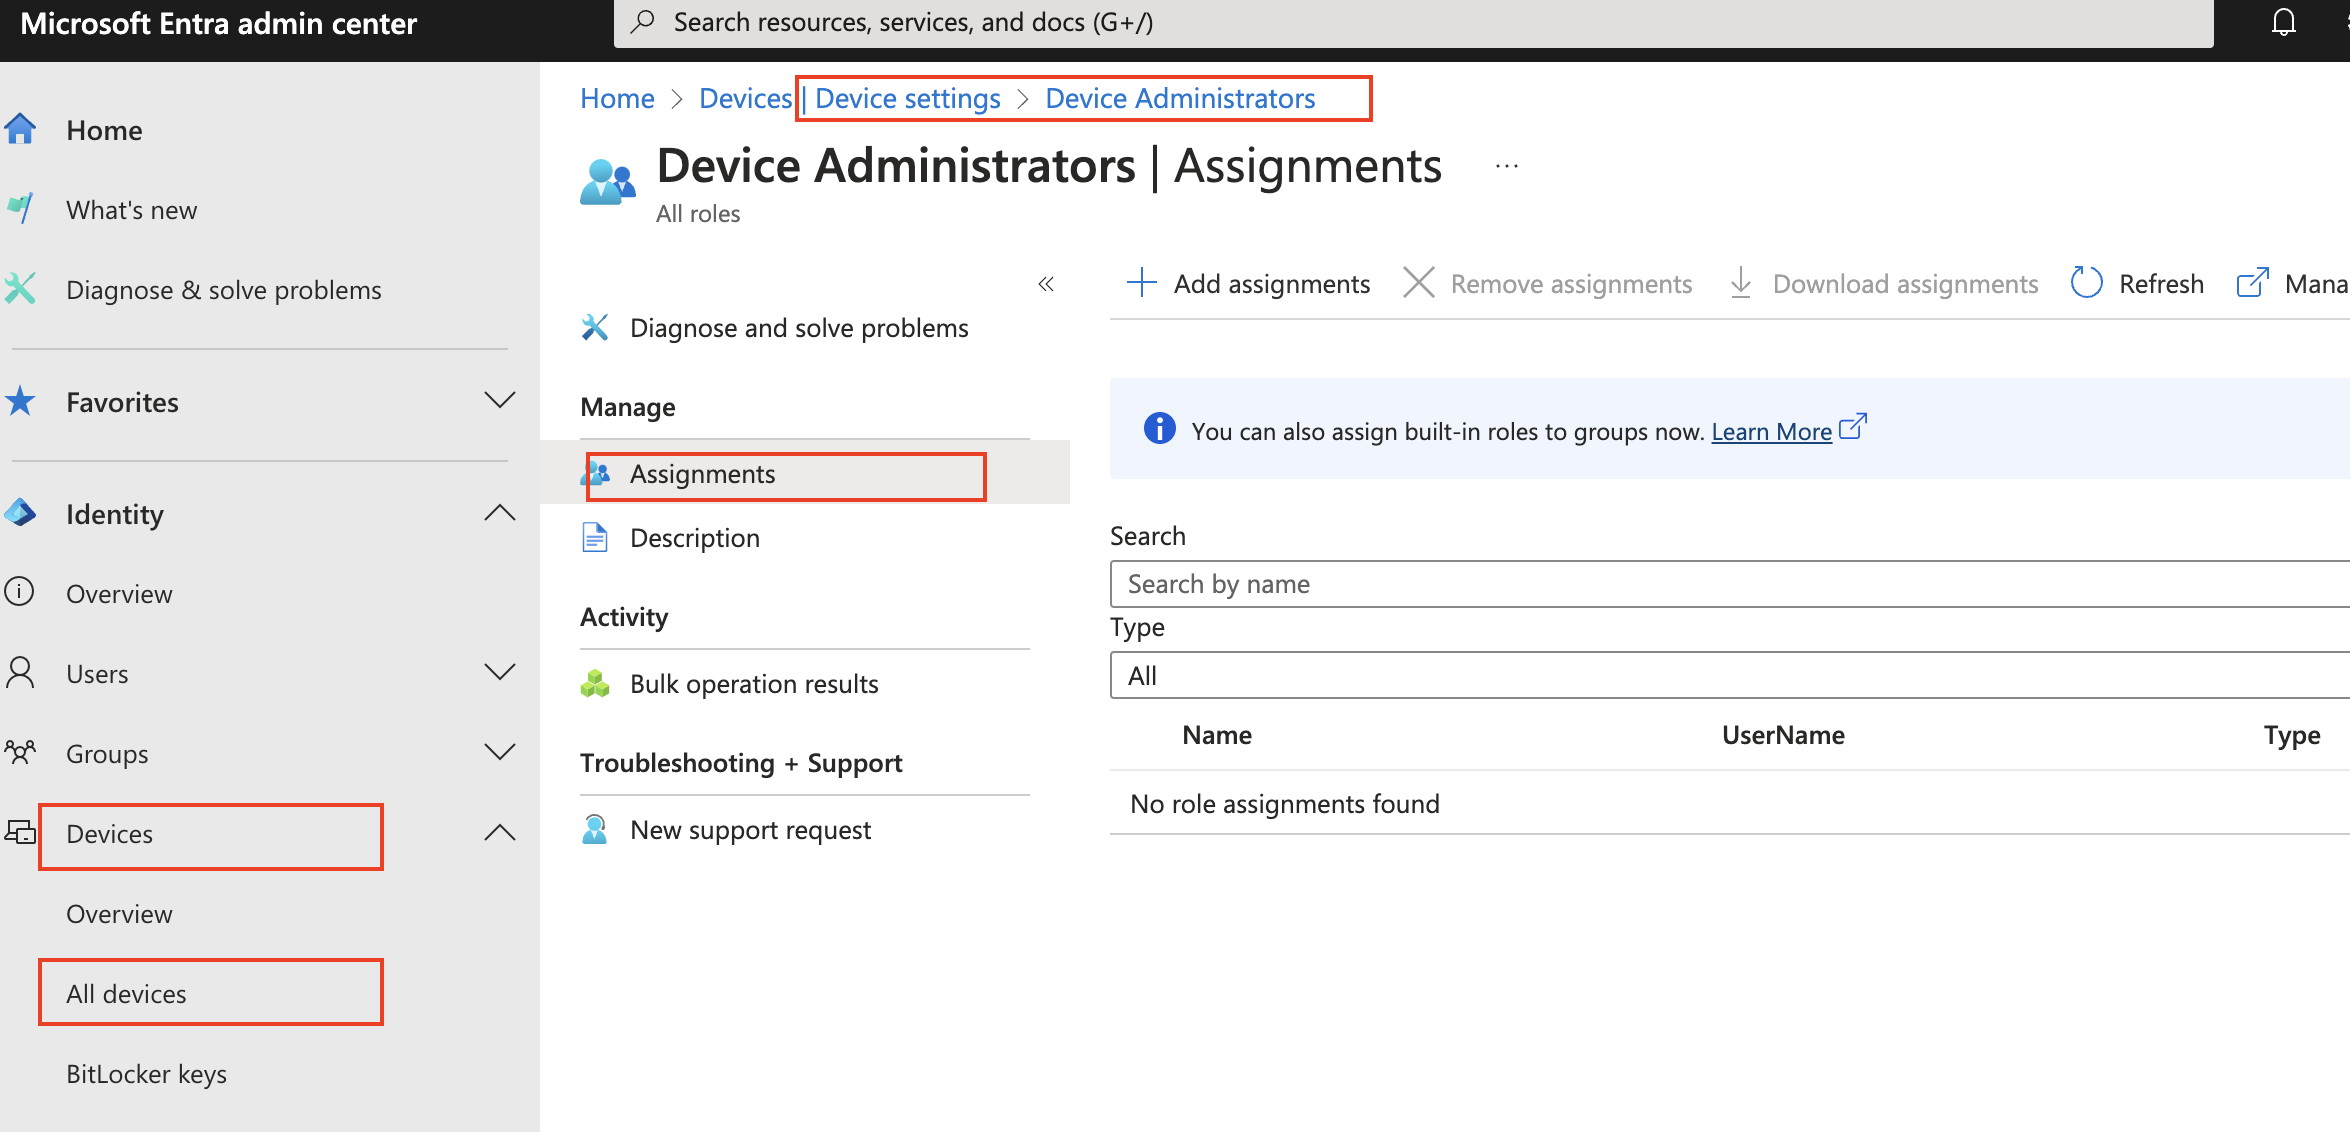 Microsoft Entra admin center
Search resources, services, and docs (G+/)
Home
What's new
Diagnose & solve problems
Favorites
Identity
Overview
Users
Groups
Devices
Overview
All devices
BitLocker keys
Home > Devices | Device settings > Device Administrators
Device Administrators | Assignments ...
All roles
Diagnose and solve problems
Manage
Assignments
Description
Activity
Bulk operation results
Troubleshooting + Support
New support request
Add assignments Remove assignments Download assignments Refresh Mana
You can also assign built-in roles to groups now. Learn More
Search
Search by name
Type
All
Name UserName Type
No role assignments found